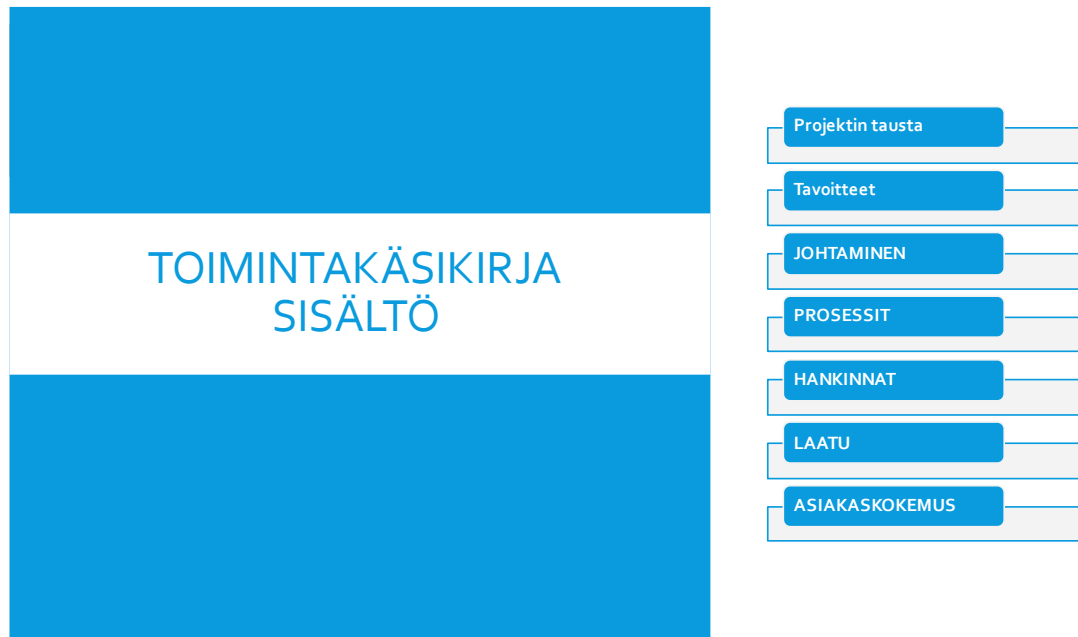 TOIMINTAKÄSIKIRJA
SISÄLTÖ
Projektin tausta
Tavoitteet
JOHTAMINEN
PROSESSIT
HANKINNAT
LAATU
ASIAKASKOKEMUS